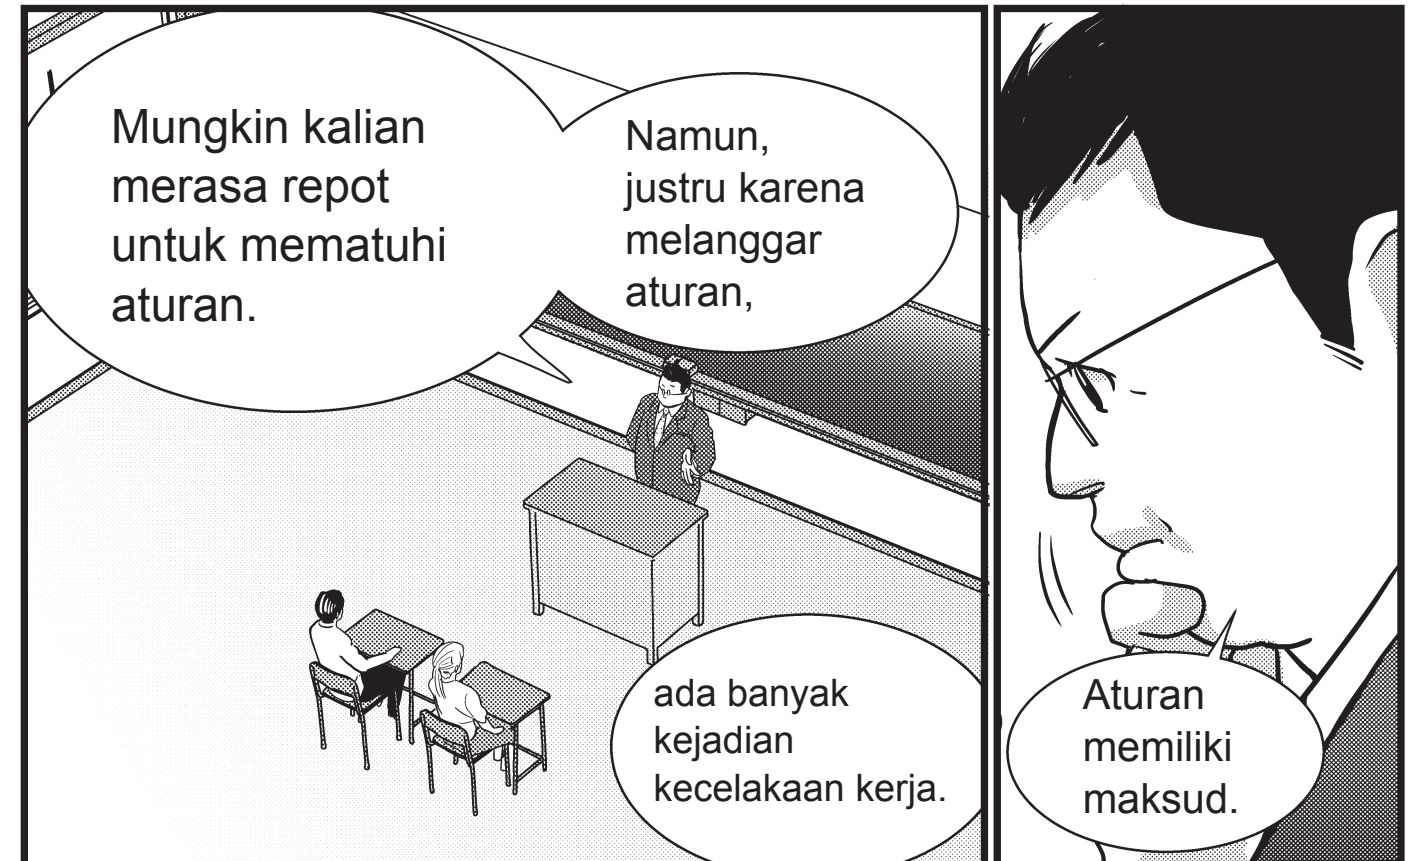 Mungkin kalian
merasa repot
untuk mematuhi
aturan.
Namun,
justru karena
melanggar
aturan,
ada banyak
kejadian
kecelakaan kerja.
Aturan
memiliki
maksud.